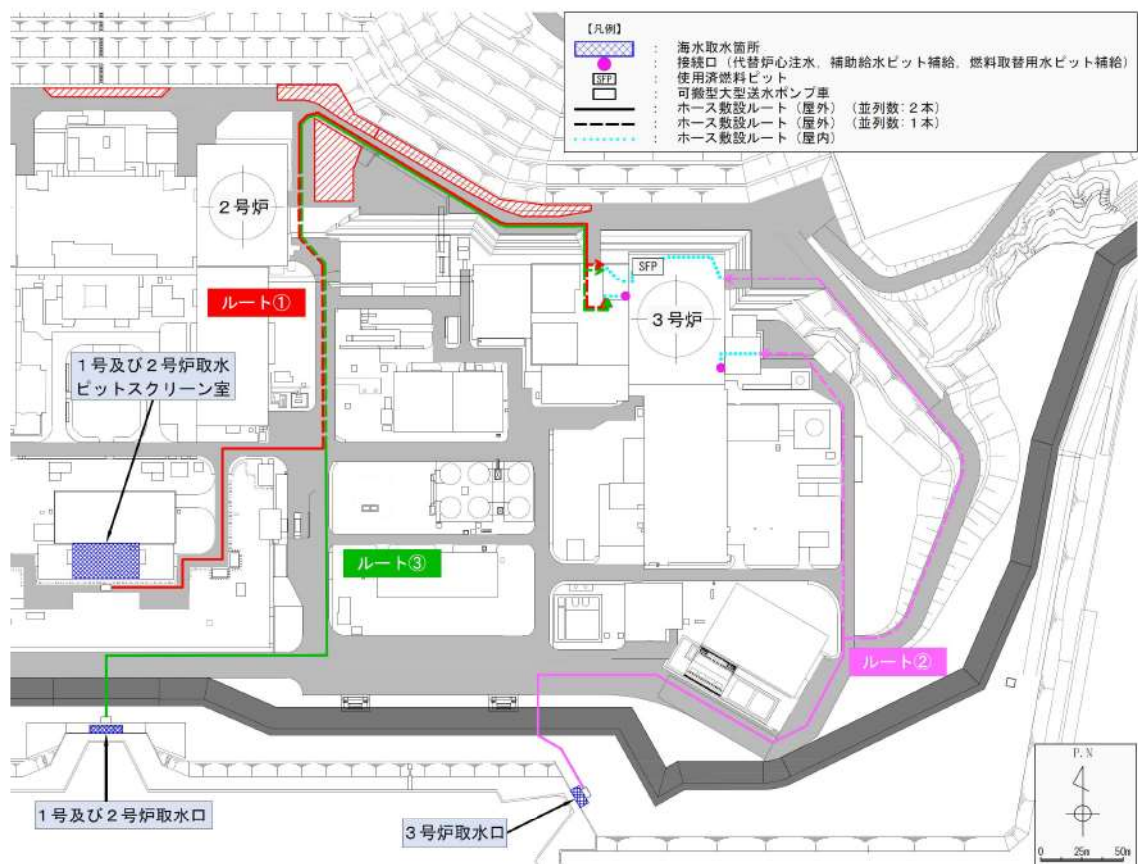 【凡例】
： 海水取水箇所
： 接続口（代替炉心注水，補助給水ピット補給，燃料取替用水ピット補給）
SFP ： 使用済燃料ピット
： 可搬型大型送水ポンプ車
： ホース敷設ルート（屋外）（並列数：２本）
： ホース敷設ルート（屋外）（並列数：１本）
： ホース敷設ルート（屋内）
２号炉
SFP
３号炉
ルート①
１号及び２号炉取水
ピットスクリーン室
ルート③
ルート②
１号及び２号炉取水口
３号炉取水口
P.N
0 25m 50m